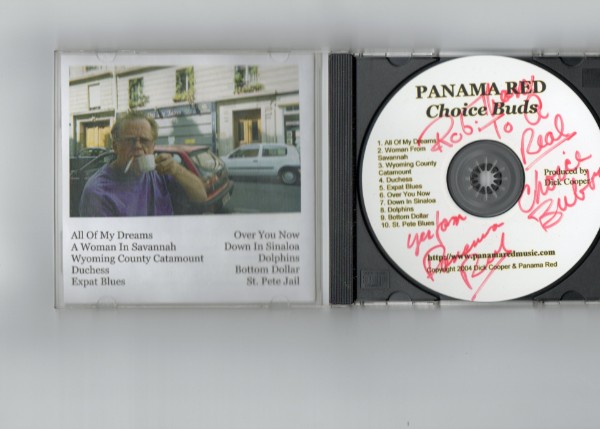 All Of My Dreams
A Woman In Savannah
Wyoming County Catamount
Duchess
Expat Blues
Over You Now
Down In Sinaloa
Dolphins
Bottom Dollar
St. Pete Jail
PANAMA RED
Choice Buds
1. All Of My Dreams
2. Woman From
Savannah
3. Wyoming County
Catamount
4. Duchess
5. Expat Blues
6. Over You Now
7. Down In Sinaloa
8. Dolphins
9. Bottom Dollar
10. St. Pete Blues
Produced by
Dick Cooper
http://www.panamaredmusic.com/
Copyright 2004 Dick Cooper & Panama Red
Rob: Thanx
To a
Real
Choice
Panama
Red